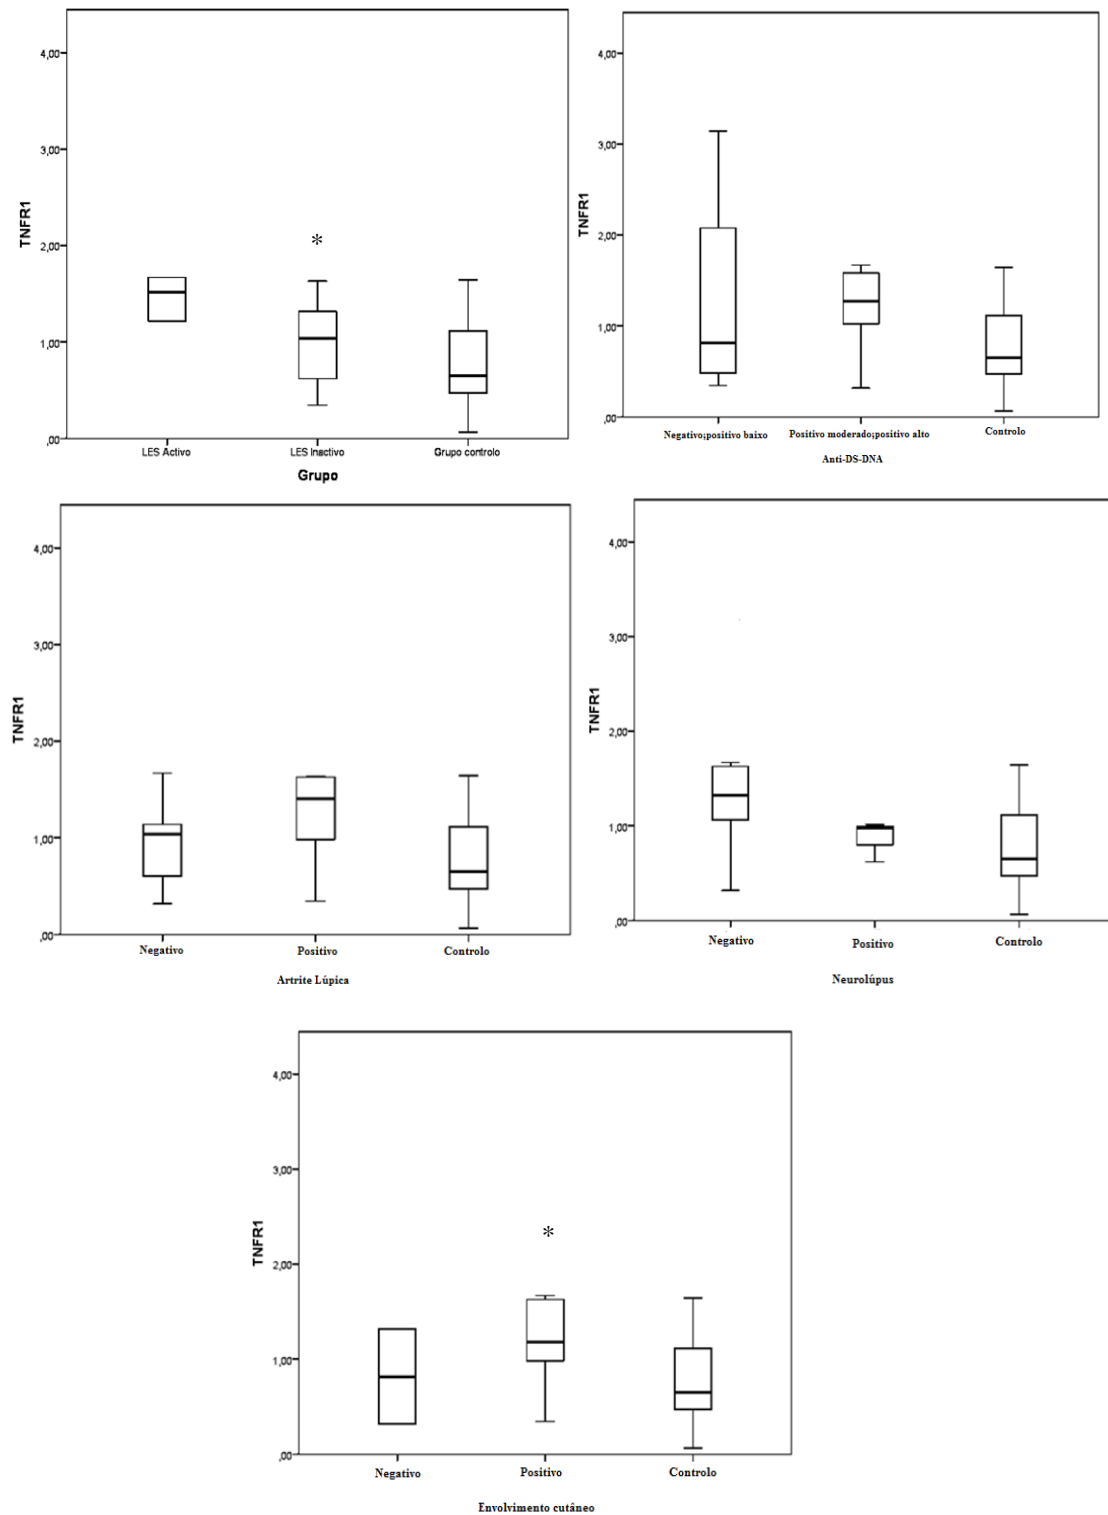 4,00
3,00
2,00
1,00
,00
TNFR1
*
LES Activo
LES Inactivo
Grupo controlo
Grupo
4,00
3,00
2,00
1,00
,00
TNFR1
Negativo;positivo baixo
Positivo moderado;positivo alto
Controlo
Anti-DS-DNA
4,00
3,00
2,00
1,00
,00
TNFR1
Negativo
Positivo
Controlo
Artrite Lúpica
4,00
3,00
2,00
1,00
,00
TNFR1
Negativo
Positivo
Controlo
Neurolúpus
4,00
3,00
2,00
1,00
,00
TNFR1
*
Negativo
Positivo
Controlo
Envolvimento cutâneo